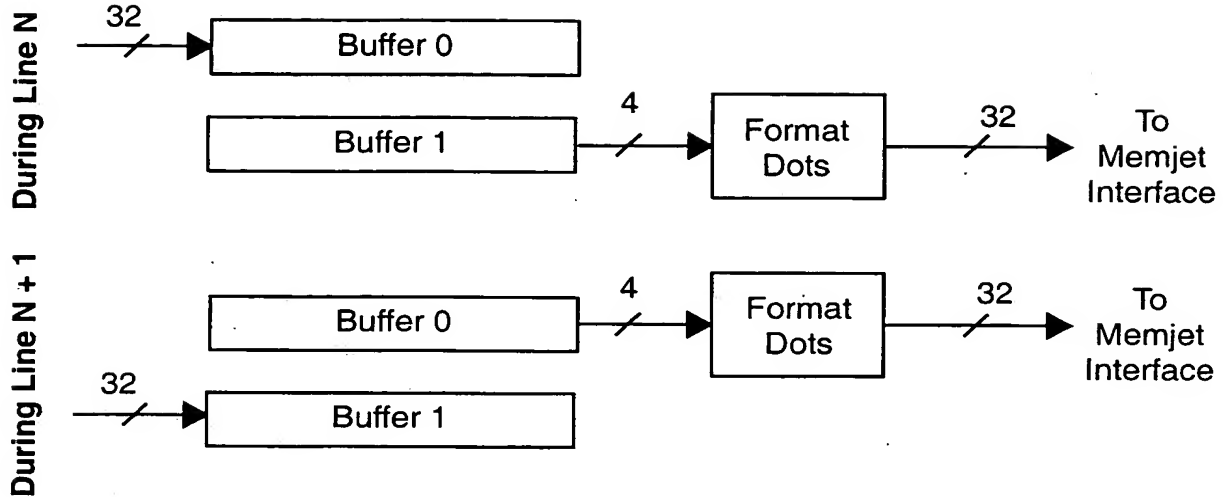 During Line N
32
Buffer 0
Buffer 1
4
Format
Dots
32
To
Memjet
Interface
During Line N + 1
Buffer 0
4
Format
Dots
32
To
Memjet
Interface
32
Buffer 1